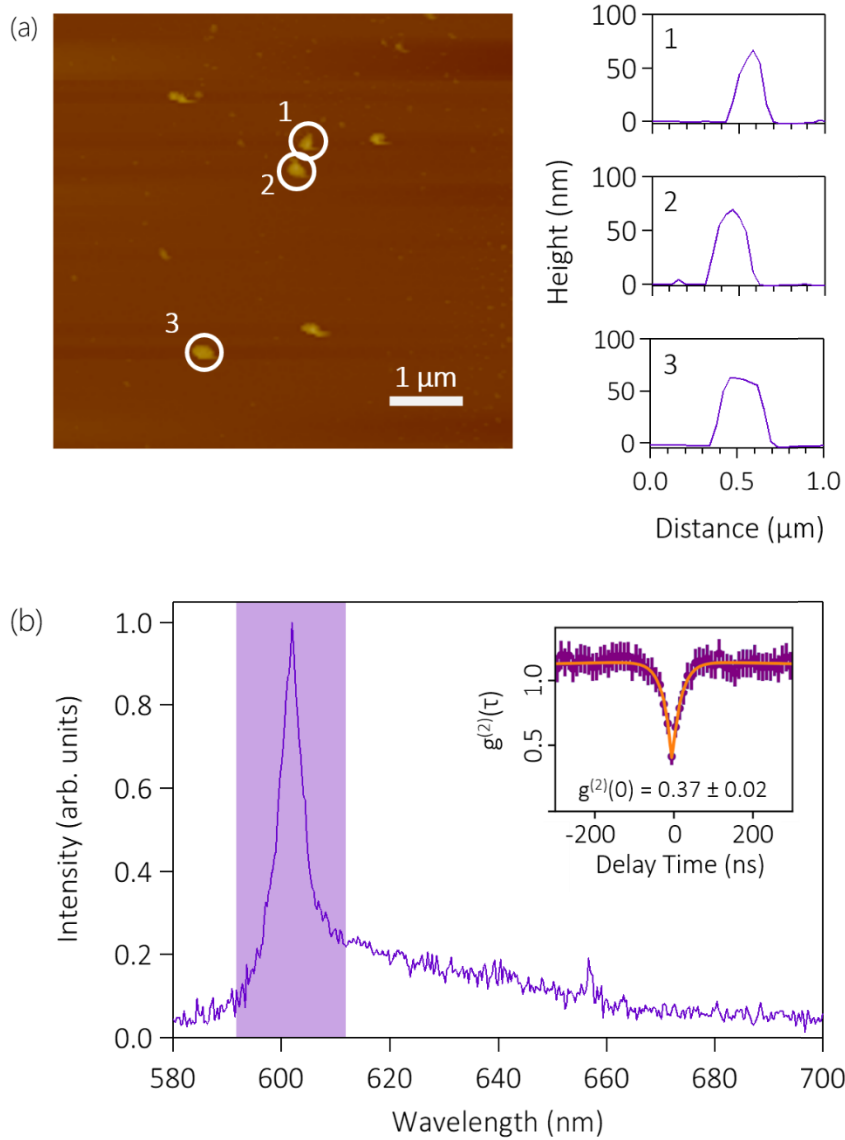 (a)
1
2
3
1 µm
1
100
50
0
2
100
50
0
3
100
50
0
Height (nm)
0.0 0.5 1.0
Distance (µm)
(b)
1.0
0.8
0.6
0.4
0.2
0.0
Intensity (arb. units)
580 600 620 640 660 680 700
Wavelength (nm)
1.0
0.5
g(2)(τ)
g(2)(0) = 0.37 ± 0.02
-200 0 200
Delay Time (ns)